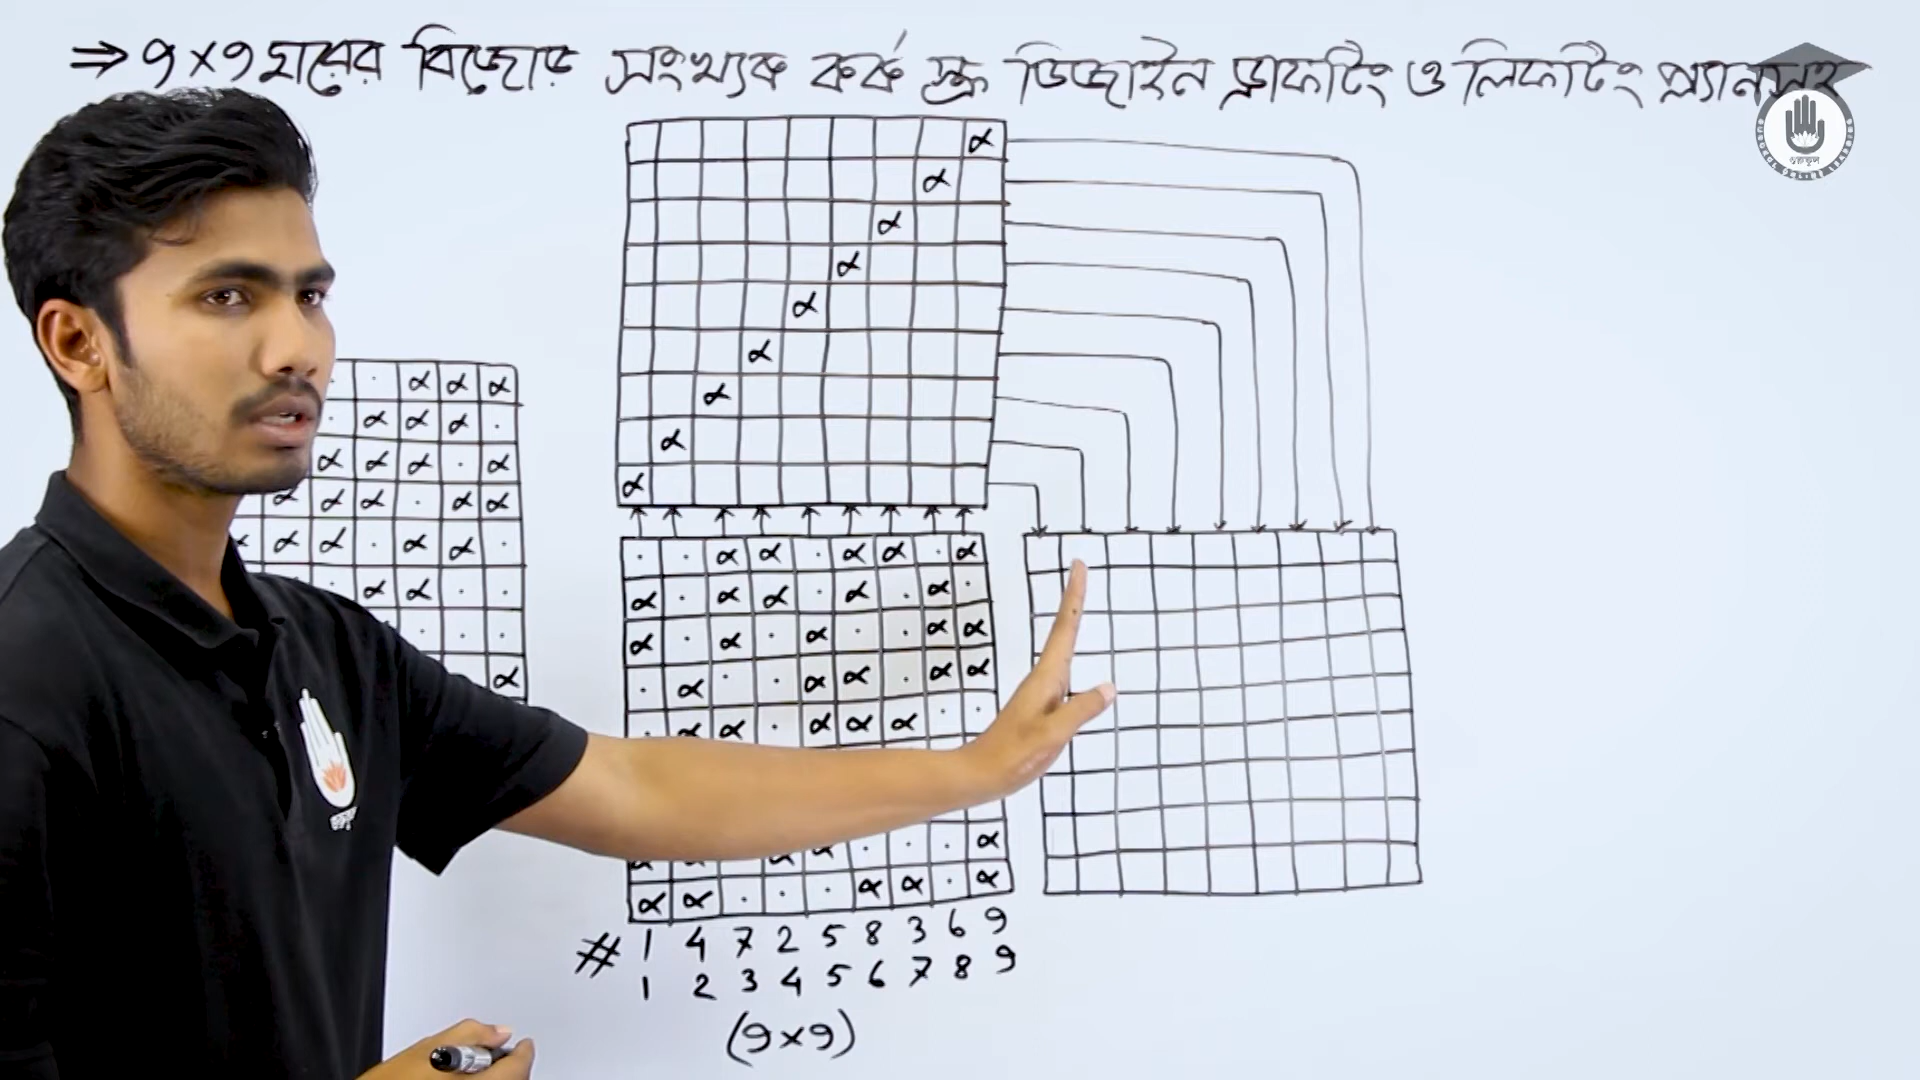 ⇒ ৭×৭ ঘরের বিজোড় সংখ্যক কর্ক স্ক্রু ডিজাইন ড্রাফটিং ও লিফটিং প্ল্যানসহ
# 1 4 7 2 5 8 3 6 9
1 2 3 4 5 6 7 8 9
(9×9)
গুরুকুল